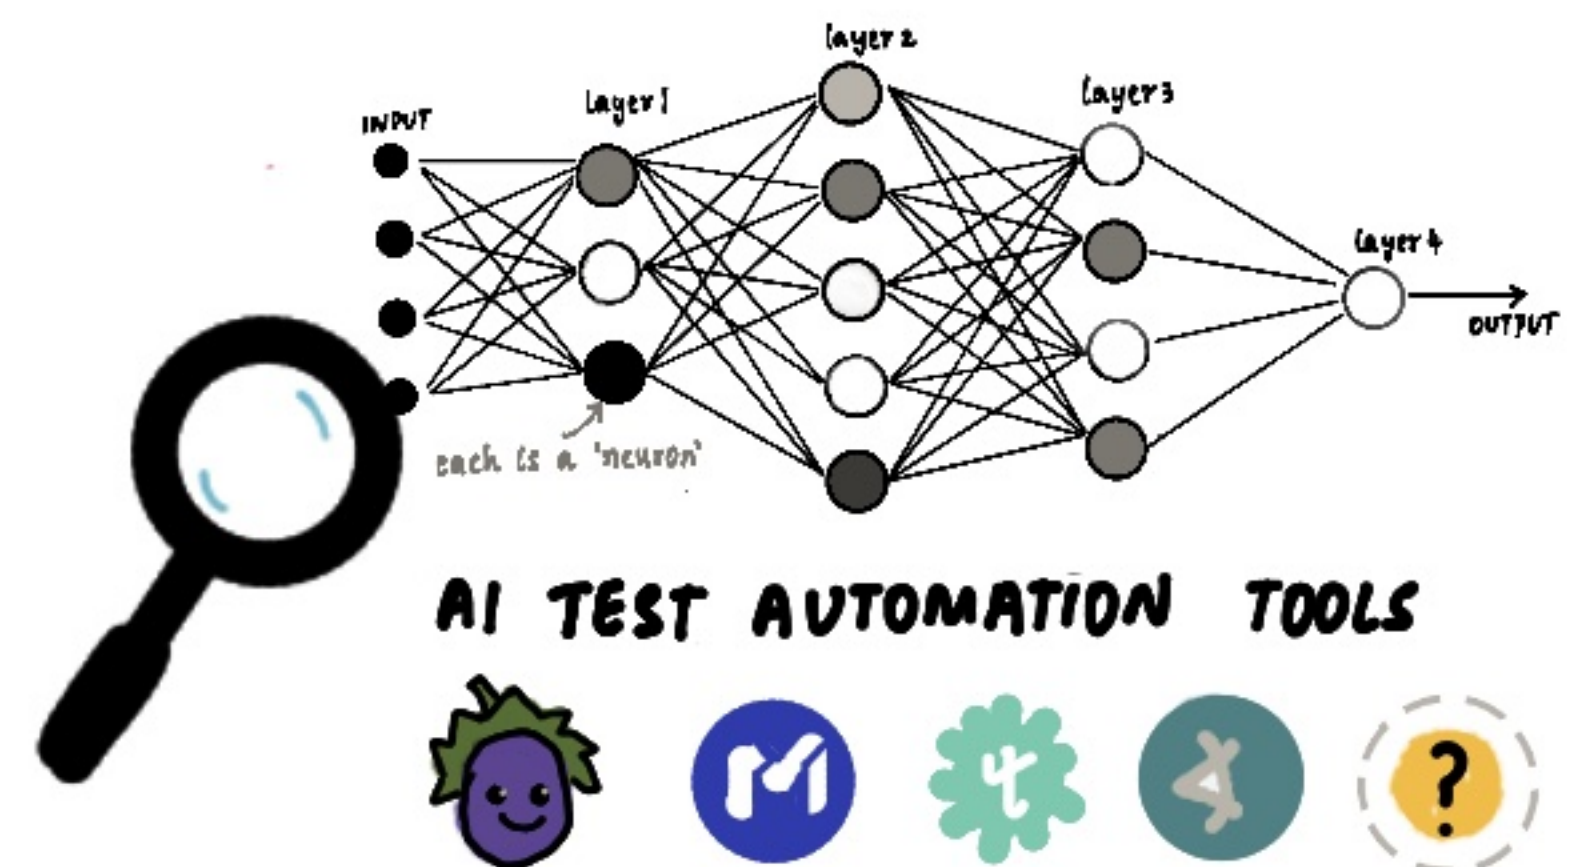 INPUT
Layer 1
Layer 2
Layer 3
Layer 4
OUTPUT
each is a 'neuron'
AI TEST AUTOMATION TOOLS
M
t
?